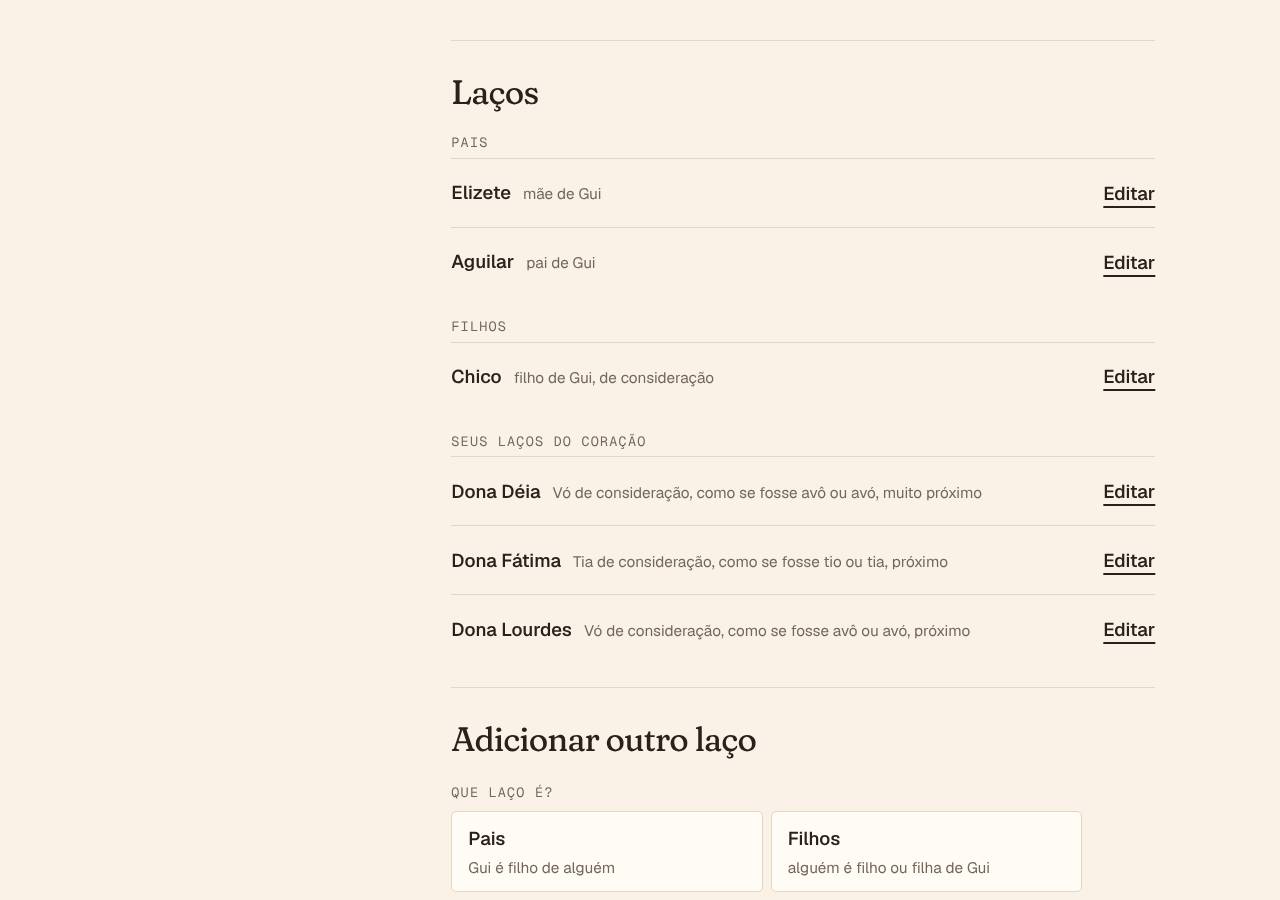 Laços
PAIS
Elizete mãe de Gui Editar
Aguilar pai de Gui Editar
FILHOS
Chico filho de Gui, de consideração Editar
SEUS LAÇOS DO CORAÇÃO
Dona Déia Vó de consideração, como se fosse avô ou avó, muito próximo Editar
Dona Fátima Tia de consideração, como se fosse tio ou tia, próximo Editar
Dona Lourdes Vó de consideração, como se fosse avô ou avó, próximo Editar
Adicionar outro laço
QUE LAÇO É?
Pais Filhos
Gui é filho de alguém alguém é filho ou filha de Gui